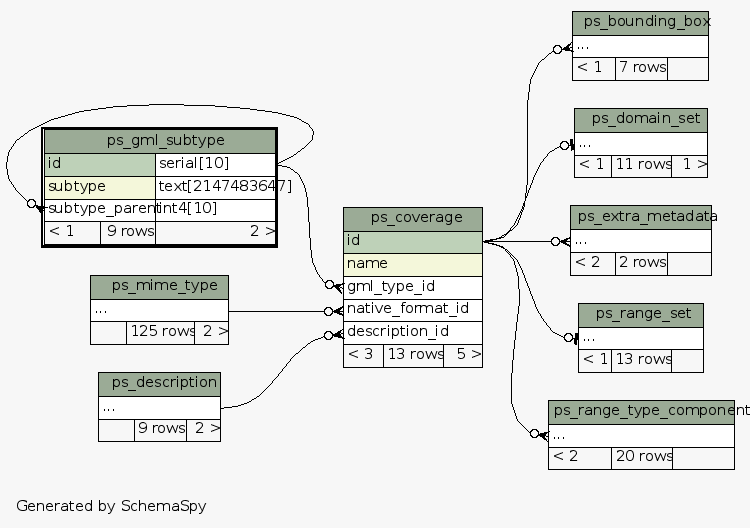 ps_bounding_box
...
< 1 7 rows
ps_domain_set
...
< 1 11 rows 1 >
ps_gml_subtype
id serial[10]
subtype text[2147483647]
subtype_parent int4[10]
< 1 9 rows 2 >
ps_coverage
id
name
gml_type_id
native_format_id
description_id
< 3 13 rows 5 >
ps_extra_metadata
...
< 2 2 rows
ps_mime_type
...
125 rows 2 >
ps_range_set
...
< 1 13 rows
ps_description
...
9 rows 2 >
ps_range_type_component
...
< 2 20 rows
Generated by SchemaSpy